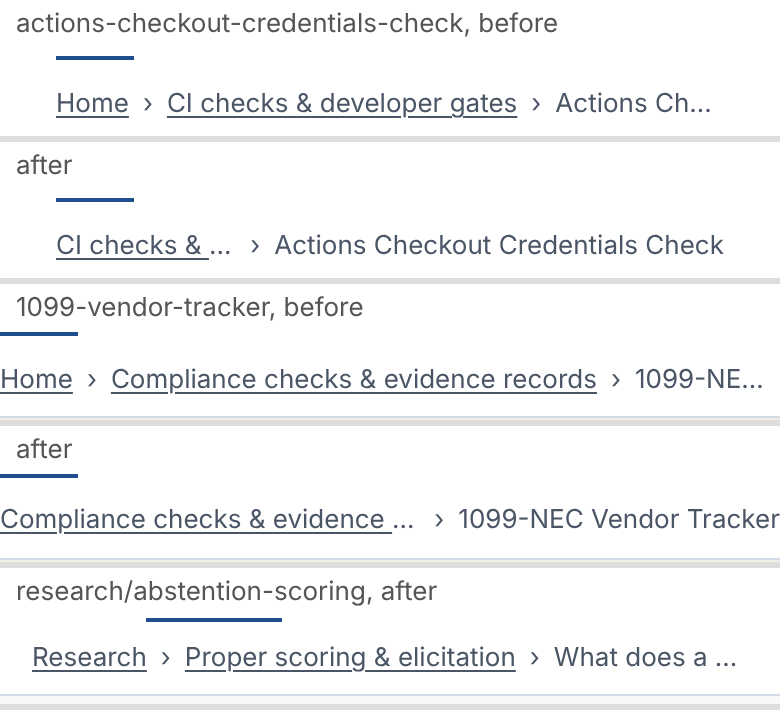 actions-checkout-credentials-check, before
Home › CI checks & developer gates › Actions Ch...
after
CI checks & ... › Actions Checkout Credentials Check
1099-vendor-tracker, before
Home › Compliance checks & evidence records › 1099-NE...
after
Compliance checks & evidence ... › 1099-NEC Vendor Tracker
research/abstention-scoring, after
Research › Proper scoring & elicitation › What does a ...